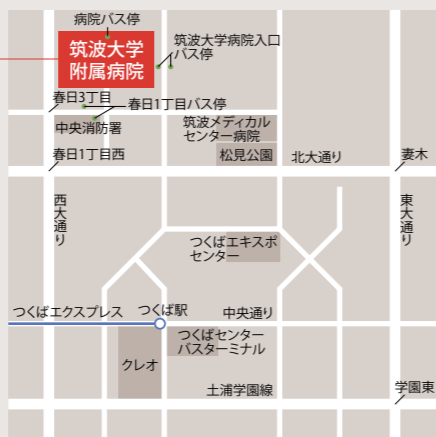 病院バス停
筑波大学
附属病院
筑波大学病院入口
バス停
春日3丁目
春日1丁目バス停
中央消防署
筑波メディカル
センター病院
春日1丁目西
松見公園
北大通り
妻木
西大通り
東大通り
つくばエキスポ
センター
つくばエクスプレス
つくば駅
中央通り
つくばセンター
バスターミナル
クレオ
土浦学園線
学園東